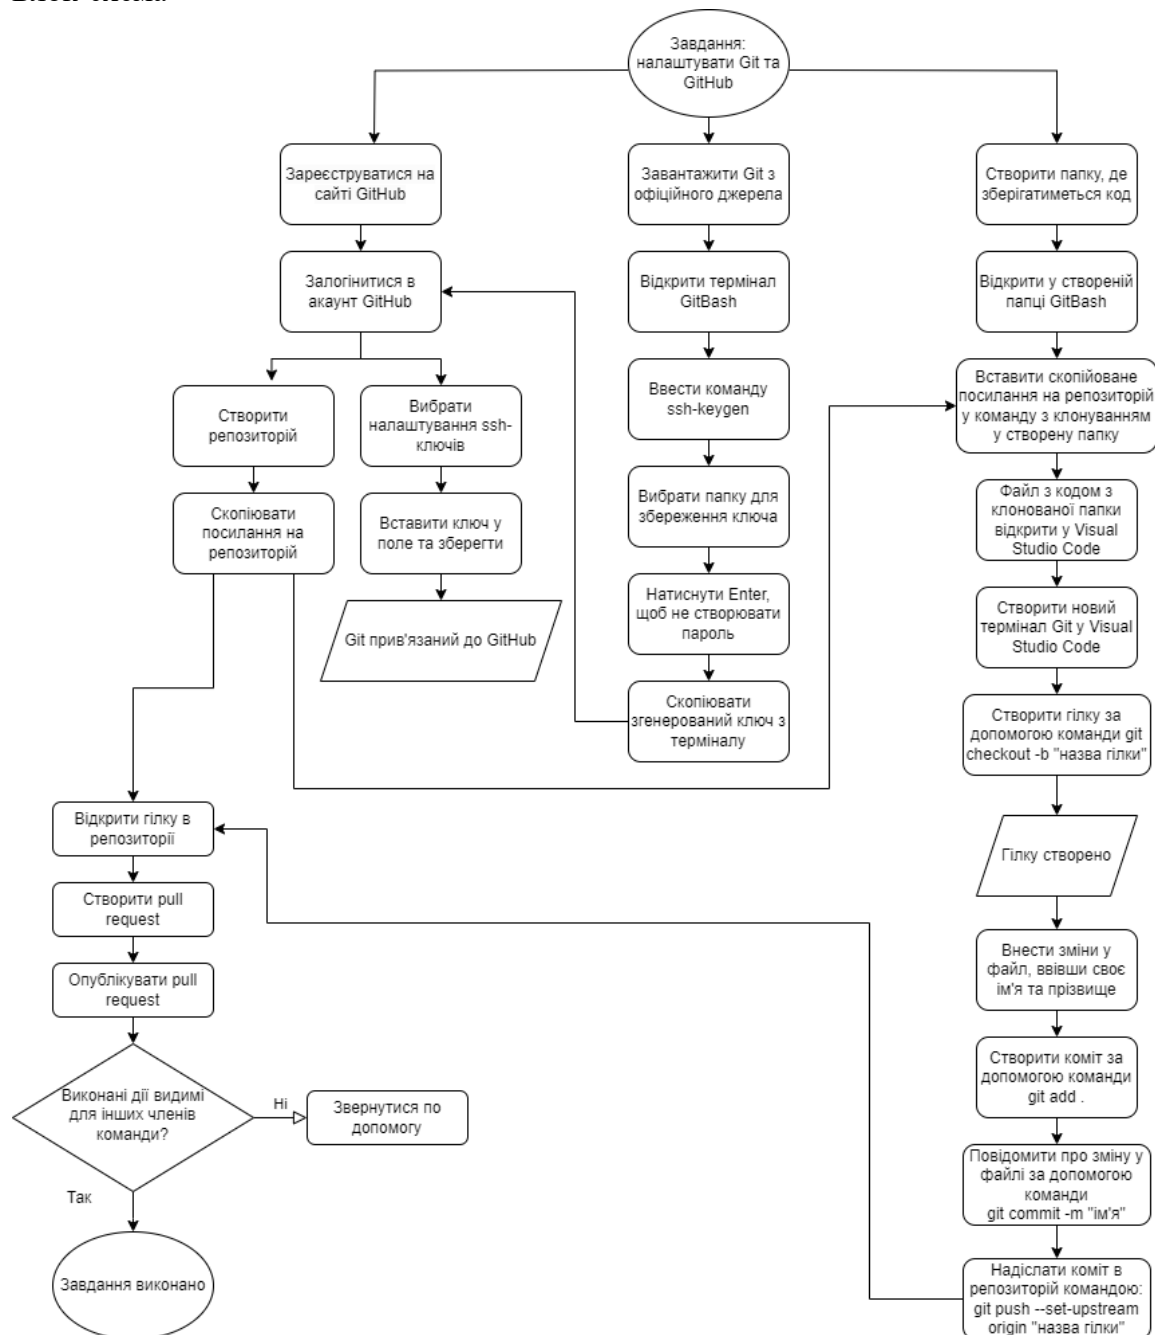 Завдання:
налаштувати Git та
GitHub
Зареєструватися на
сайті GitHub
Завантажити Git з
офіційного джерела
Створити папку, де
зберігатиметься код
Залогінитися в
акаунт GitHub
Відкрити термінал
GitBash
Відкрити у створеній
папці GitBash
Створити
репозиторій
Вибрати
налаштування ssh-
ключів
Ввести команду
ssh-keygen
Вставити скопійоване
посилання на репозиторій
у команду з клонуванням
у створену папку
Скопіювати
посилання на
репозиторій
Вставити ключ у
поле та зберегти
Вибрати папку для
збереження ключа
Файл з кодом з
клонованої папки
відкрити у Visual
Studio Code
Git прив'язаний до GitHub
Натиснути Enter,
щоб не створювати
пароль
Створити новий
термінал Git у Visual
Studio Code
Скопіювати
згенерований ключ з
терміналу
Створити гілку за
допомогою команди git
checkout -b "назва гілки"
Відкрити гілку в
репозиторії
Гілку створено
Створити pull
request
Внести зміни у
файл, ввівши своє
ім'я та прізвище
Опублікувати pull
request
Створити коміт за
допомогою команди
git add .
Виконані дії видимі
для інших членів
команди?
Ні
Звернутися по
допомогу
Повідомити про зміну у
файлі за допомогою
команди
git commit -m "ім'я"
Так
Завдання виконано
Надіслати коміт в
репозиторій командою:
git push --set-upstream
origin "назва гілки"